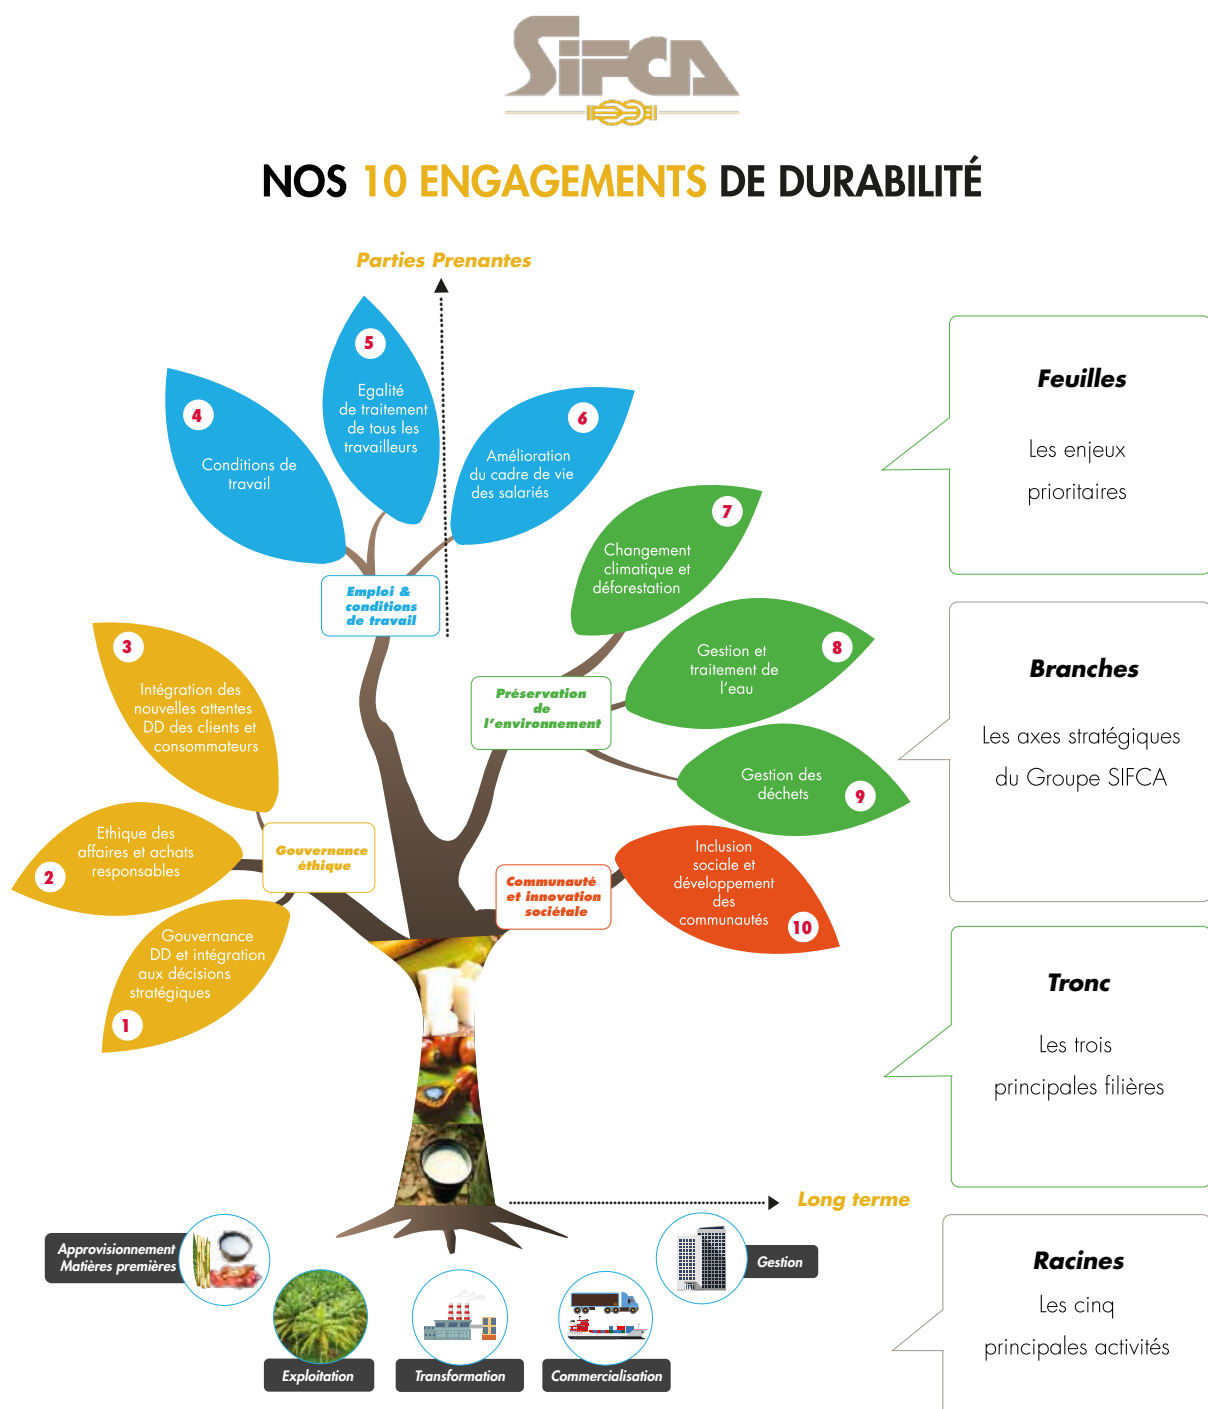 SIFCA
NOS 10 ENGAGEMENTS DE DURABILITÉ
Parties Prenantes
5
Egalité
de traitement
de tous les
travailleurs
4
Conditions de
travail
6
Amélioration
du cadre de vie
des salariés
7
Changement
climatique et
déforestation
Emploi &
conditions
de travail
3
Intégration des
nouvelles attentes
DD des clients et
consommateurs
8
Gestion et
traitement de
l'eau
Préservation
de
l'environnement
9
Gestion des
déchets
2
Ethique des
affaires et achats
responsables
Gouvernance
éthique
Communauté
et innovation
sociétale
Inclusion
sociale et
développement
des
communautés
10
Gouvernance
DD et intégration
aux décisions
stratégiques
1
Long terme
Approvisionnement
Matières premières
Exploitation
Transformation
Commercialisation
Gestion
Feuilles
Les enjeux
prioritaires
Branches
Les axes stratégiques
du Groupe SIFCA
Tronc
Les trois
principales filières
Racines
Les cinq
principales activités